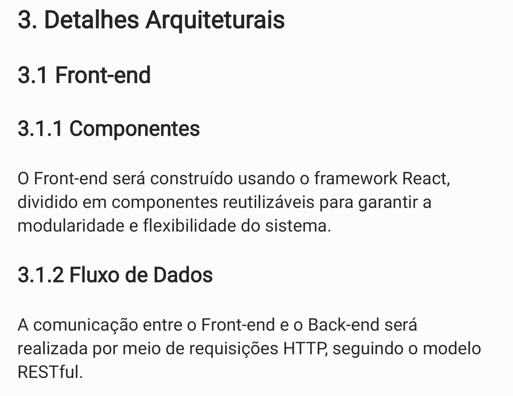 3. Detalhes Arquiteturais
3.1 Front-end
3.1.1 Componentes
O Front-end será construído usando o framework React,
dividido em componentes reutilizáveis para garantir a
modularidade e flexibilidade do sistema.
3.1.2 Fluxo de Dados
A comunicação entre o Front-end e o Back-end será
realizada por meio de requisições HTTP, seguindo o modelo
RESTful.